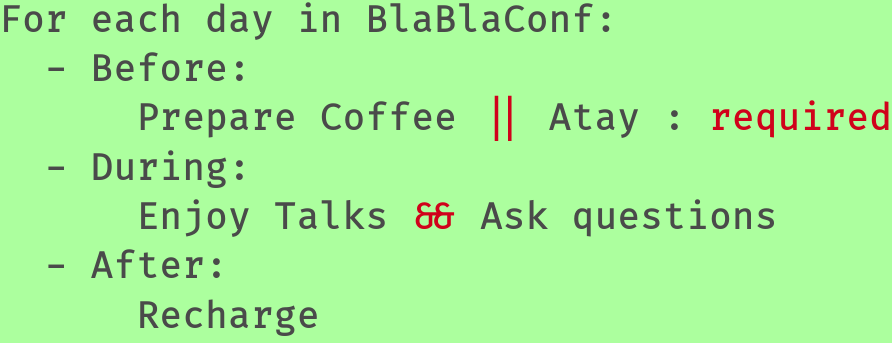 For each day in BlaBlaConf:
- Before:
Prepare Coffee || Atay : required
- During:
Enjoy Talks && Ask questions
- After:
Recharge